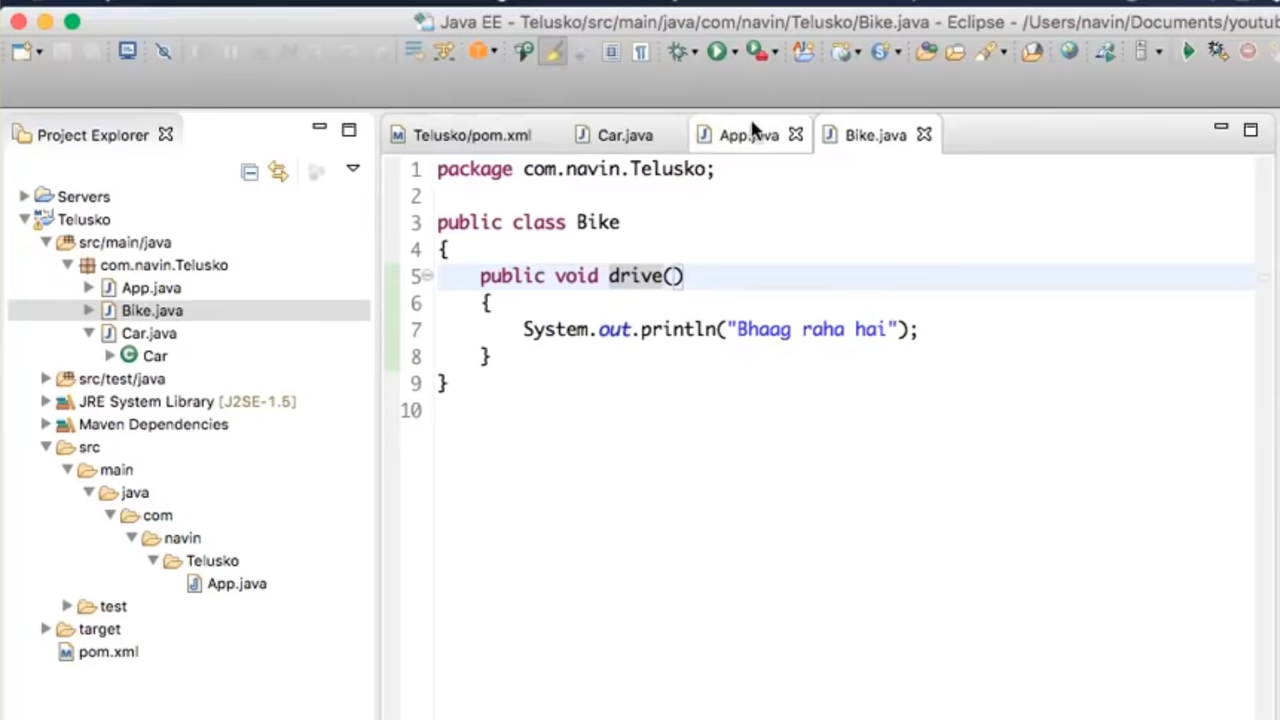 Java EE - Telusko/src/main/java/com/navin/Telusko/Bike.java - Eclipse - /Users/navin/Documents/youtu
Project Explorer
Servers
Telusko
src/main/java
com.navin.Telusko
App.java
Bike.java
Car.java
Car
src/test/java
JRE System Library [J2SE-1.5]
Maven Dependencies
src
main
java
com
navin
Telusko
App.java
test
target
pom.xml
Telusko/pom.xml
Car.java
App.java
Bike.java
1 package com.navin.Telusko;
2
3 public class Bike
4 {
5 public void drive()
6 {
7 System.out.println("Bhaag raha hai");
8 }
9 }
10